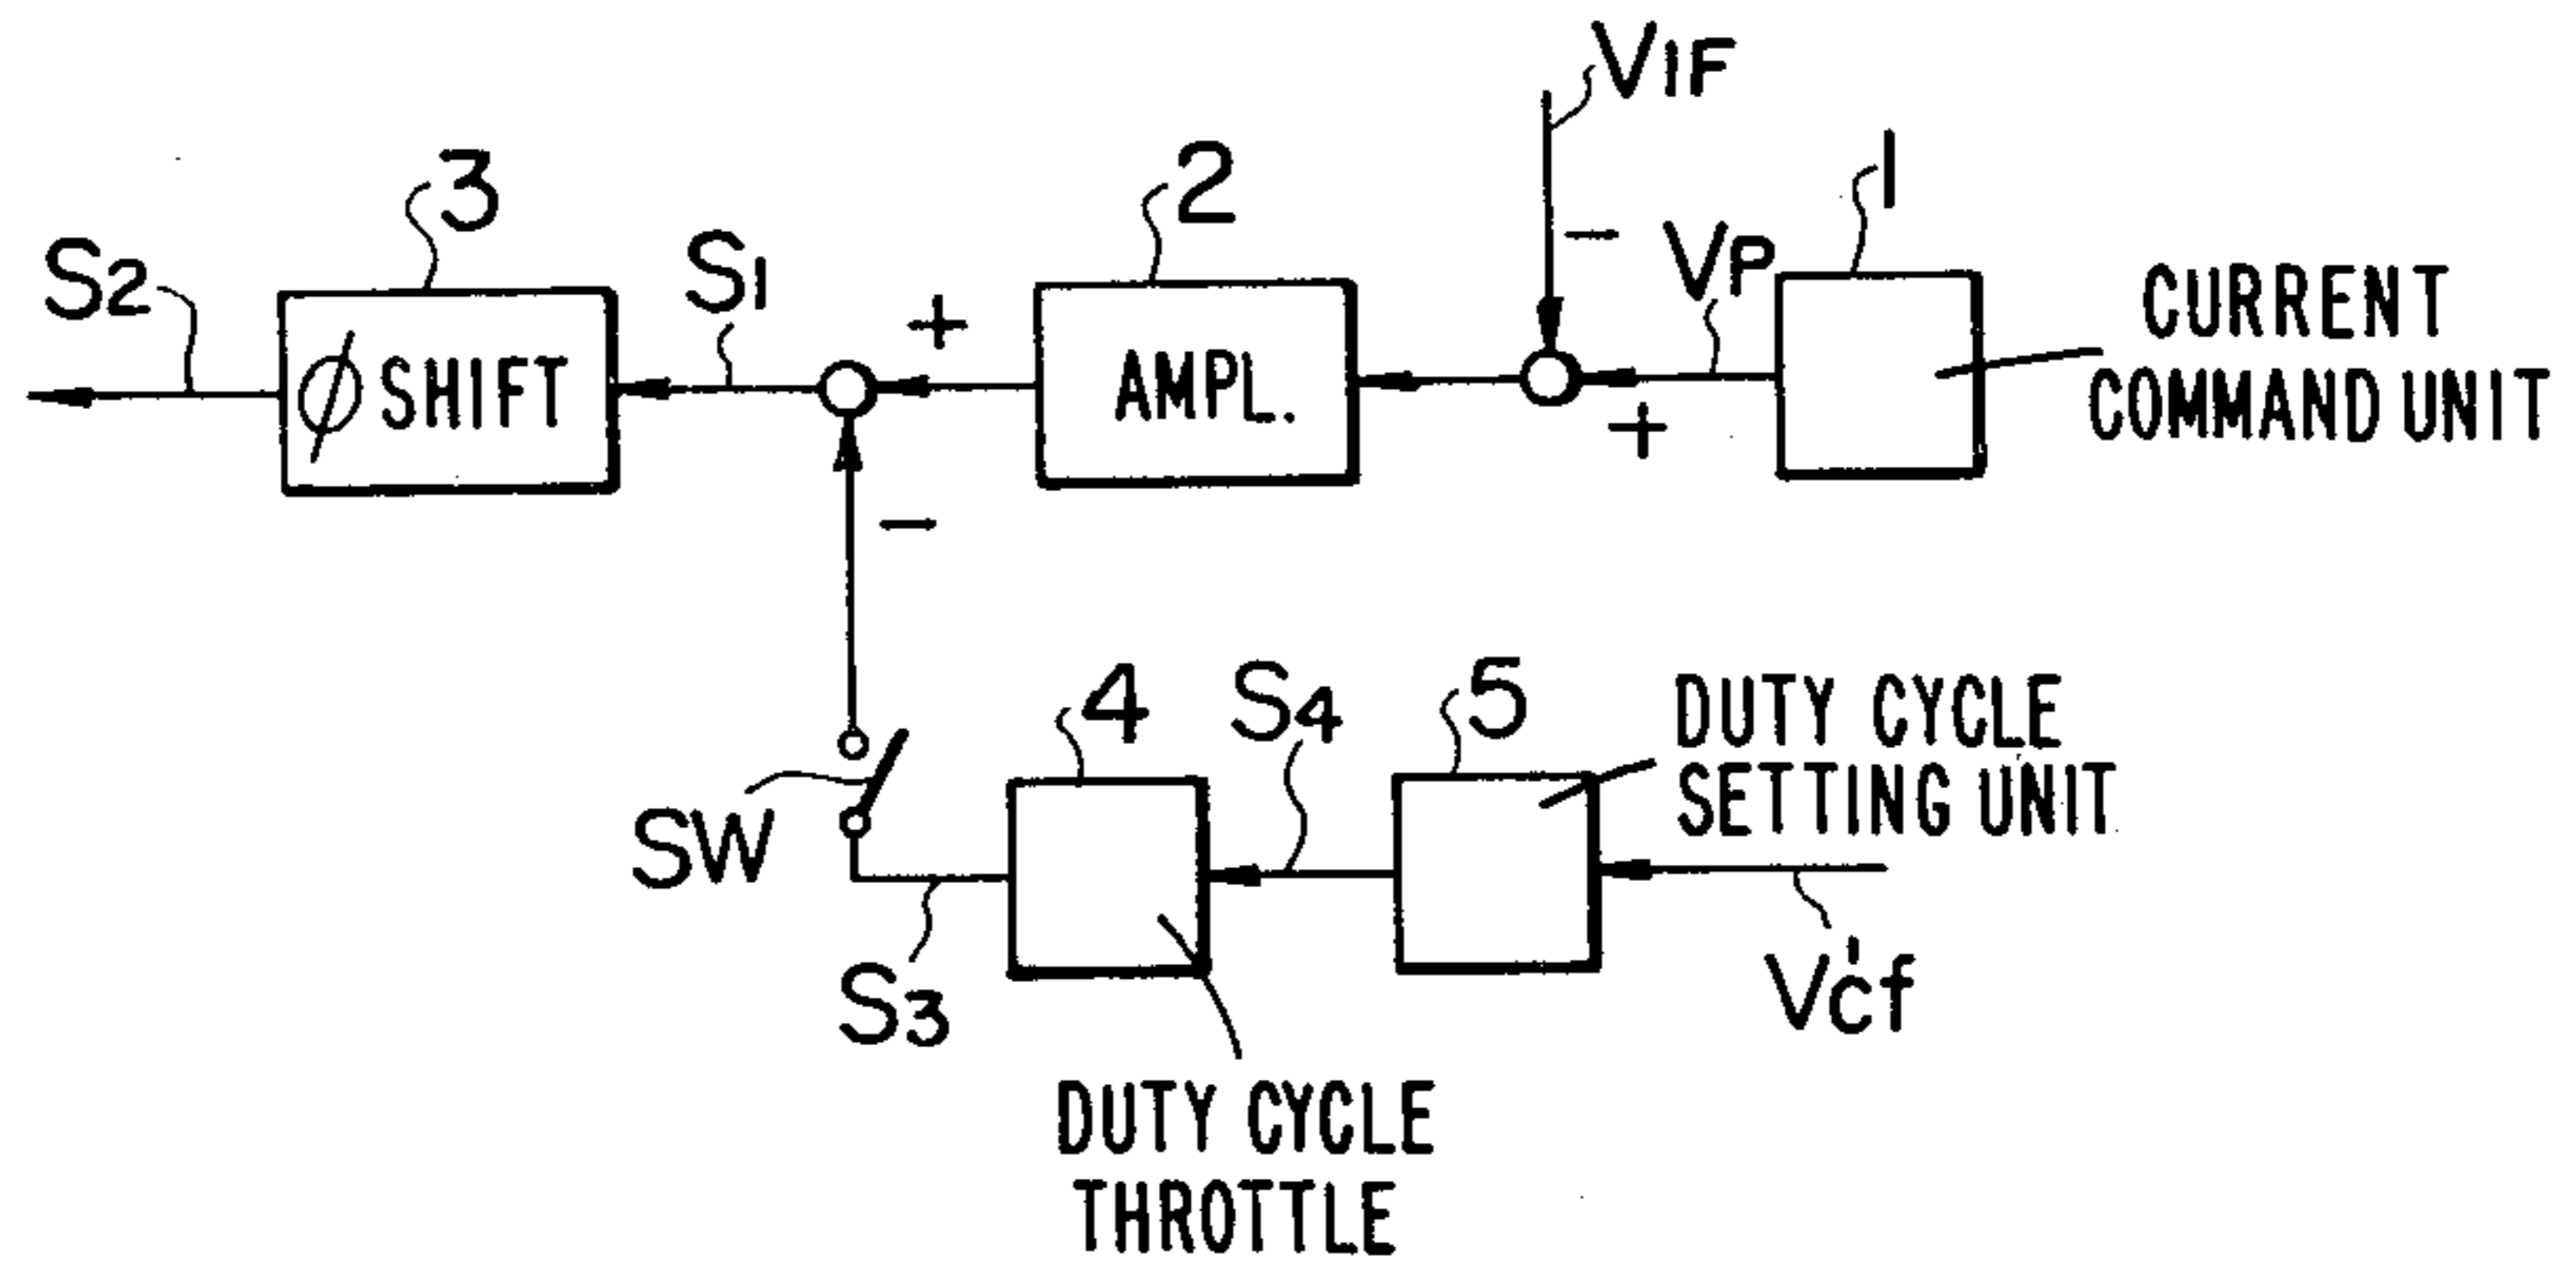 VIF
3
2
1
S2
S1
+
−
VP
CURRENT
COMMAND UNIT
ϕ SHIFT
AMPL.
+
−
4
S4
5
DUTY CYCLE
SETTING UNIT
SW
S3
V'cf
DUTY CYCLE
THROTTLE